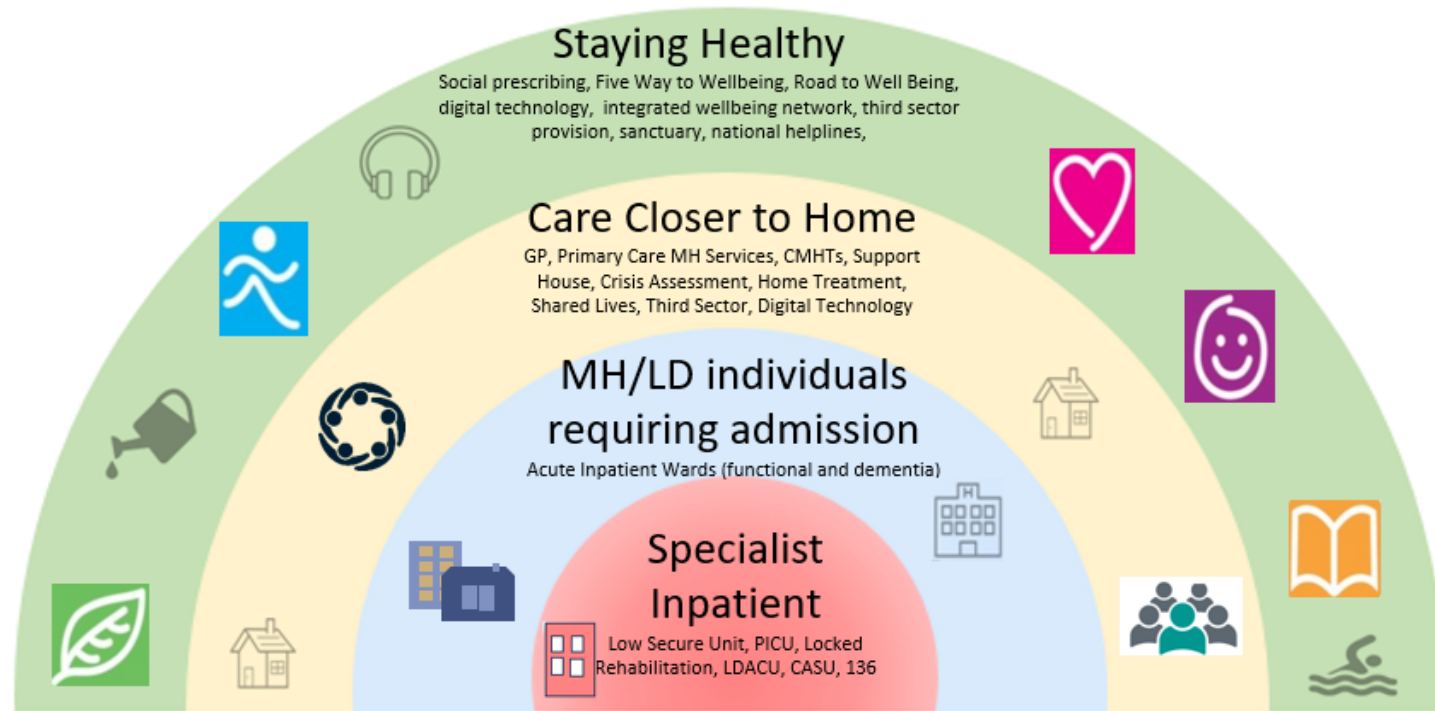 Staying Healthy
Social prescribing, Five Way to Wellbeing, Road to Well Being,
digital technology,  integrated wellbeing network, third sector
provision, sanctuary, national helplines,
Care Closer to Home
GP, Primary Care MH Services, CMHTs, Support
House, Crisis Assessment, Home Treatment,
Shared Lives, Third Sector, Digital Technology
MH/LD individuals
requiring admission
Acute Inpatient Wards (functional and dementia)
H
Specialist
Inpatient
Low Secure Unit, PICU, Locked
Rehabilitation, LDACU, CASU, 136